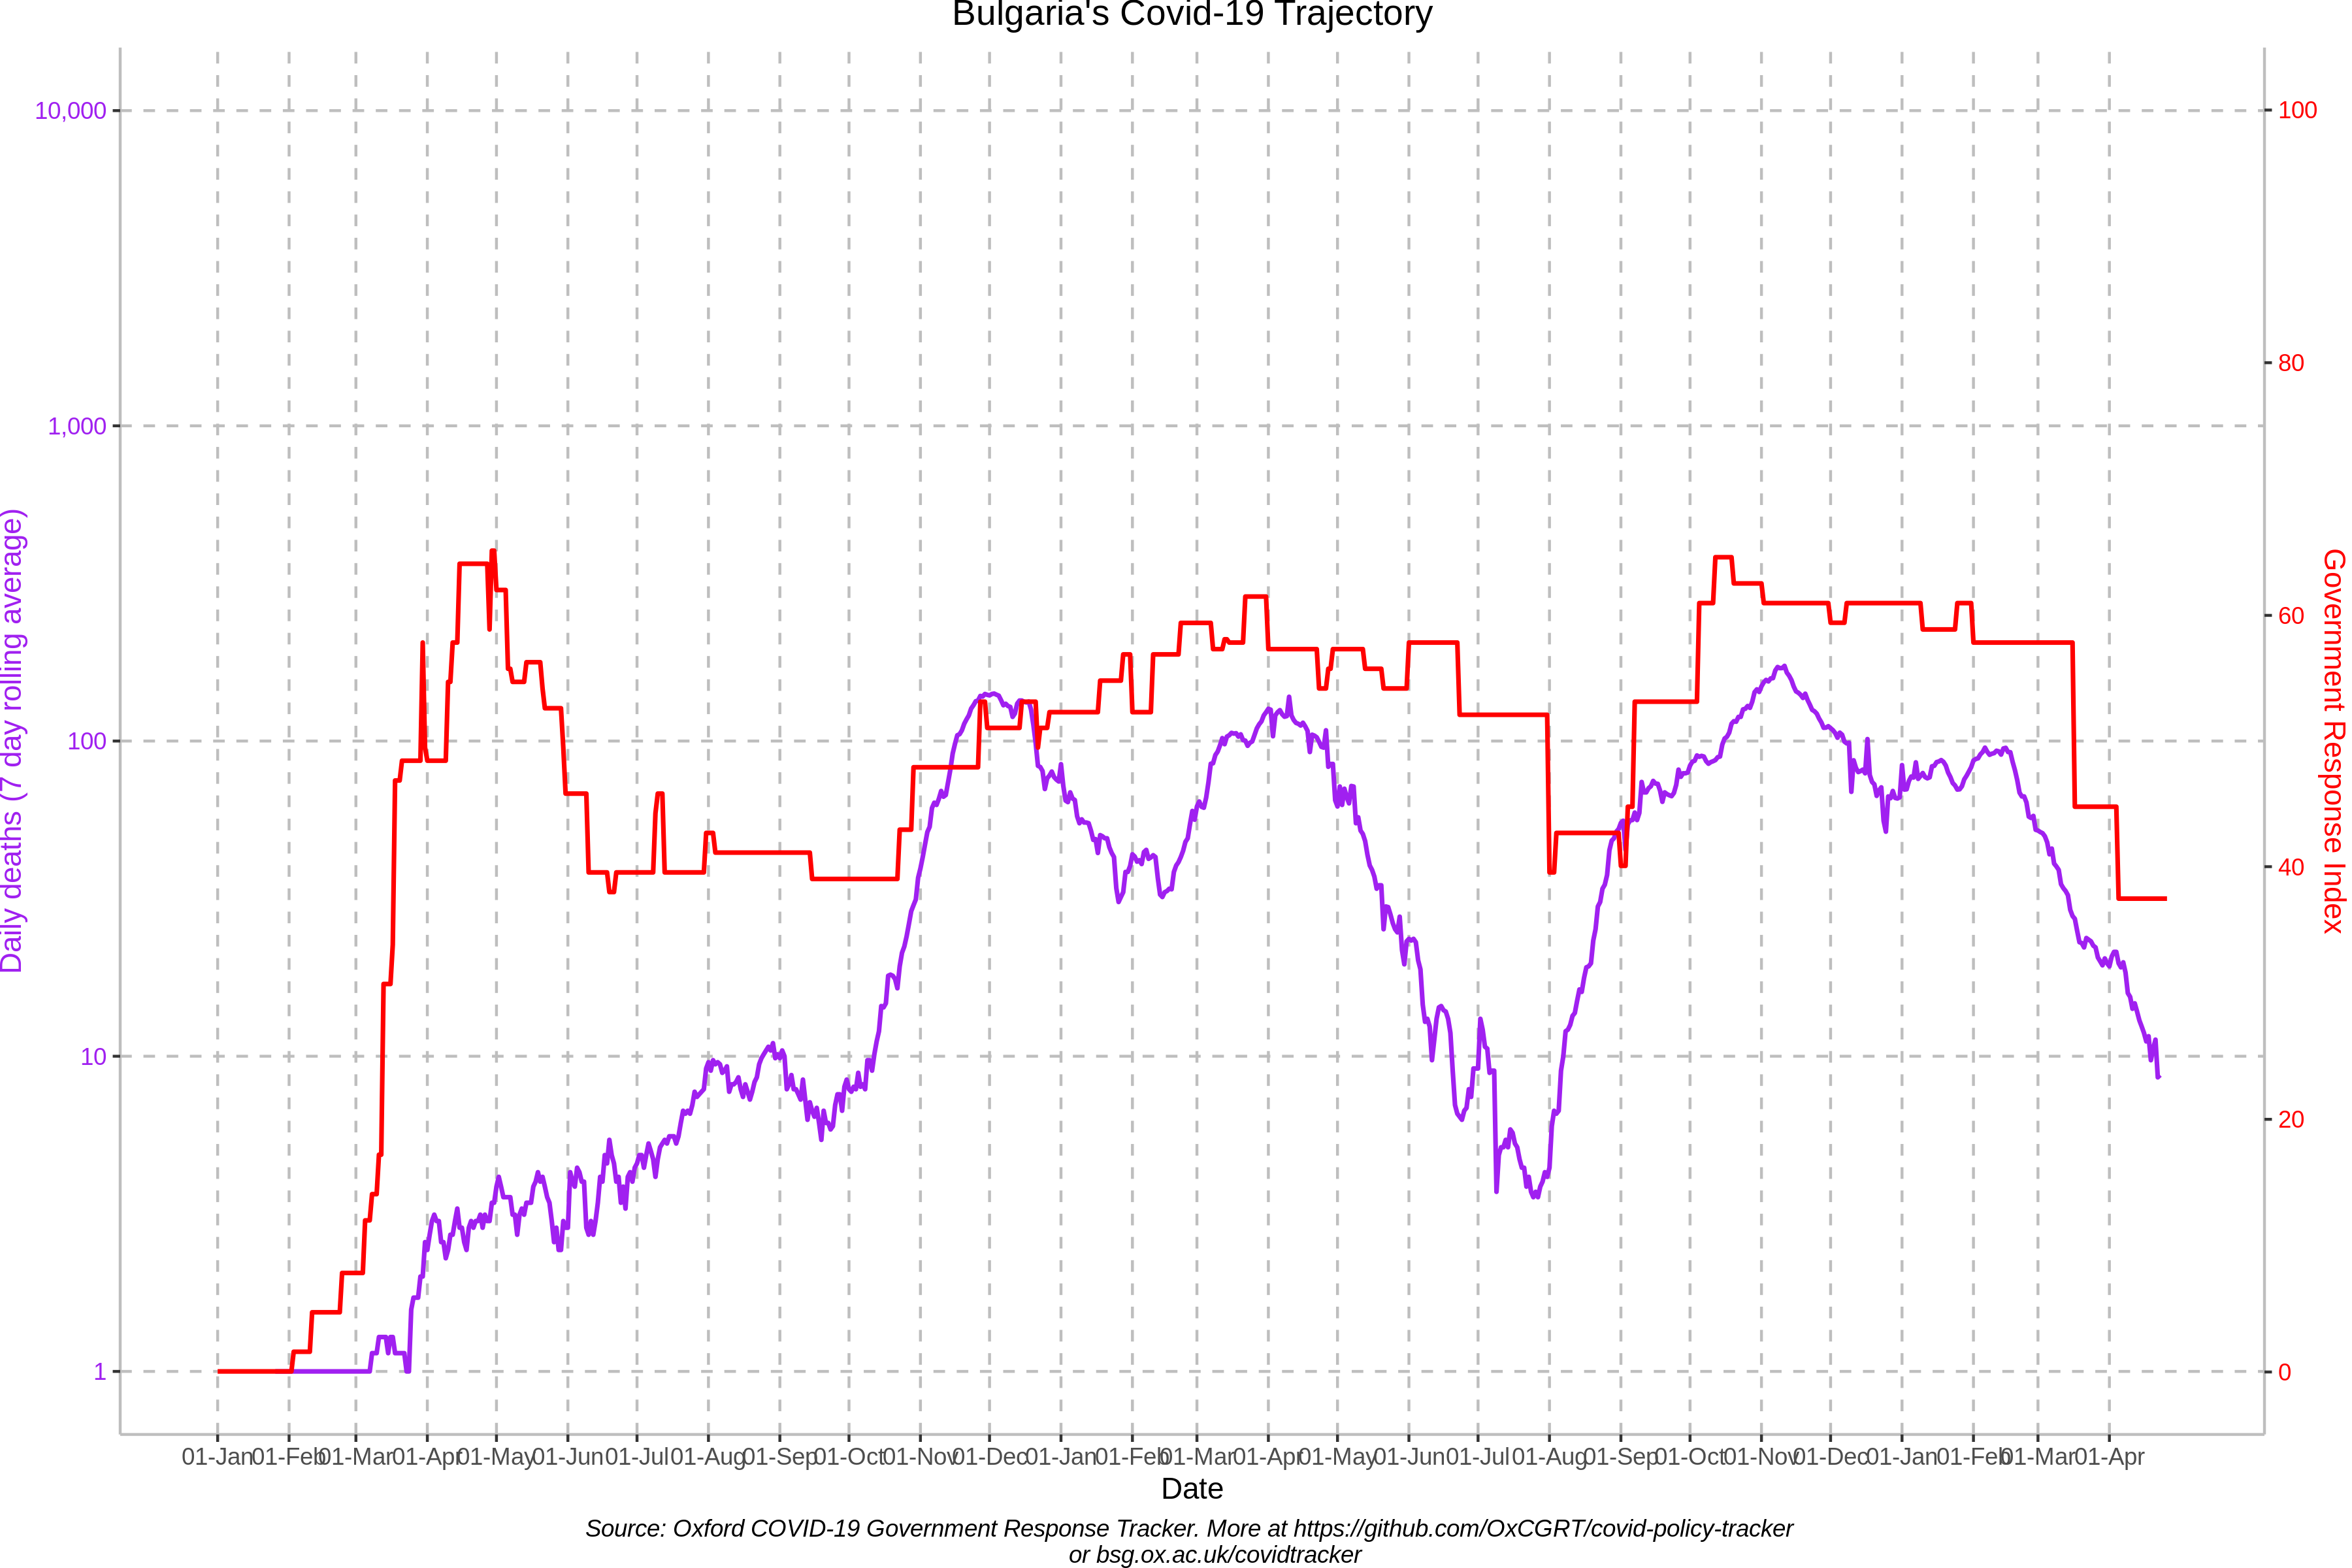 Bulgaria's Covid-19 Trajectory
Daily deaths (7 day rolling average)
10,000
1,000
100
10
1
100
80
60
40
20
0
Government Response Index
01-Jan 01-Feb 01-Mar 01-Apr 01-May 01-Jun 01-Jul 01-Aug 01-Sep 01-Oct 01-Nov 01-Dec 01-Jan 01-Feb 01-Mar 01-Apr 01-May 01-Jun 01-Jul 01-Aug 01-Sep 01-Oct 01-Nov 01-Dec 01-Jan 01-Feb 01-Mar 01-Apr
Date
Source: Oxford COVID-19 Government Response Tracker. More at https://github.com/OxCGRT/covid-policy-tracker
or bsg.ox.ac.uk/covidtracker